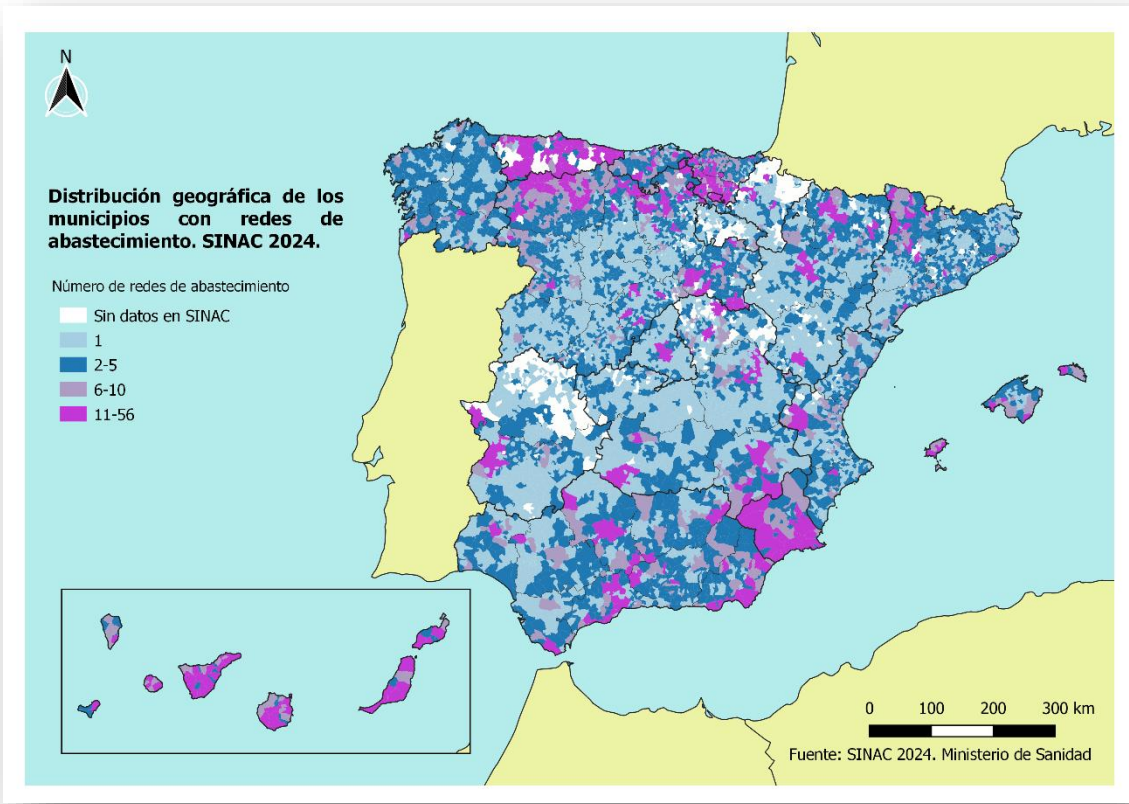 N
Distribución geográfica de los
municipios con redes de
abastecimiento. SINAC 2024.
Número de redes de abastecimiento
Sin datos en SINAC
1
2-5
6-10
11-56
0 100 200 300 km
Fuente: SINAC 2024. Ministerio de Sanidad